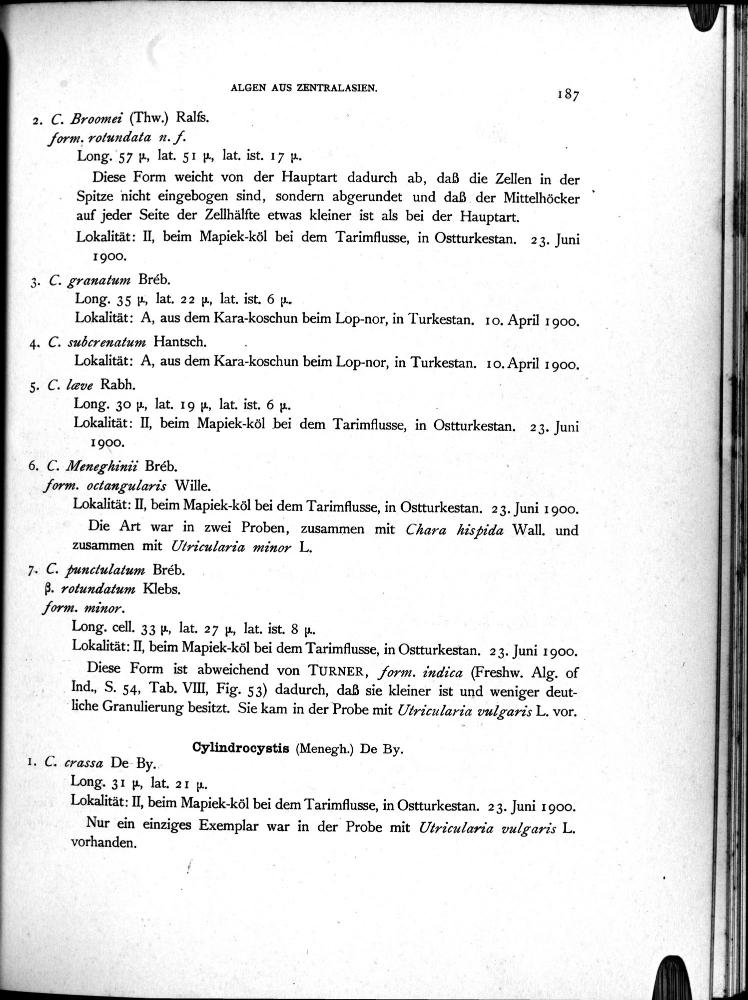 ALGEN AUS ZENTRALASIEN.
187
2. C. Broomei (Thw.) Ralfs.
form. rotundata n. f.
Long. 57 µ, lat. 51 µ, lat. ist. 17 µ.
Diese Form weicht von der Hauptart dadurch ab, daß die Zellen in der
Spitze nicht eingebogen sind, sondern abgerundet und daß der Mittelhöcker
auf jeder Seite der Zellhälfte etwas kleiner ist als bei der Hauptart.
Lokalität: II, beim Mapiek-köl bei dem Tarimflusse, in Ostturkestan. 23. Juni
1900.
3. C. granatum Bréb.
Long. 35 µ, lat. 22 µ, lat. ist. 6 µ.
Lokalität: A, aus dem Kara-koschun beim Lop-nor, in Turkestan. 10. April 1900.
4. C. subcrenatum Hantsch.
Lokalität: A, aus dem Kara-koschun beim Lop-nor, in Turkestan. 10. April 1900.
5. C. læve Rabh.
Long. 30 µ, lat. 19 µ, lat. ist. 6 µ.
Lokalität: II, beim Mapiek-köl bei dem Tarimflusse, in Ostturkestan. 23. Juni
1900.
6. C. Meneghinii Bréb.
form. octangularis Wille.
Lokalität: II, beim Mapiek-köl bei dem Tarimflusse, in Ostturkestan. 23. Juni 1900.
Die Art war in zwei Proben, zusammen mit Chara hispida Wall. und
zusammen mit Utricularia minor L.
7. C. punctulatum Bréb.
β. rotundatum Klebs.
form. minor.
Long. cell. 33 µ, lat. 27 µ, lat. ist. 8 µ.
Lokalität: II, beim Mapiek-köl bei dem Tarimflusse, in Ostturkestan. 23. Juni 1900.
Diese Form ist abweichend von TURNER, form. indica (Freshw. Alg. of
Ind., S. 54, Tab. VIII, Fig. 53) dadurch, daß sie kleiner ist und weniger deut-
liche Granulierung besitzt. Sie kam in der Probe mit Utricularia vulgaris L. vor.
Cylindrocystis (Menegh.) De By.
1. C. crassa De By.
Long. 31 µ, lat. 21 µ.
Lokalität: II, beim Mapiek-köl bei dem Tarimflusse, in Ostturkestan. 23. Juni 1900.
Nur ein einziges Exemplar war in der Probe mit Utricularia vulgaris L.
vorhanden.